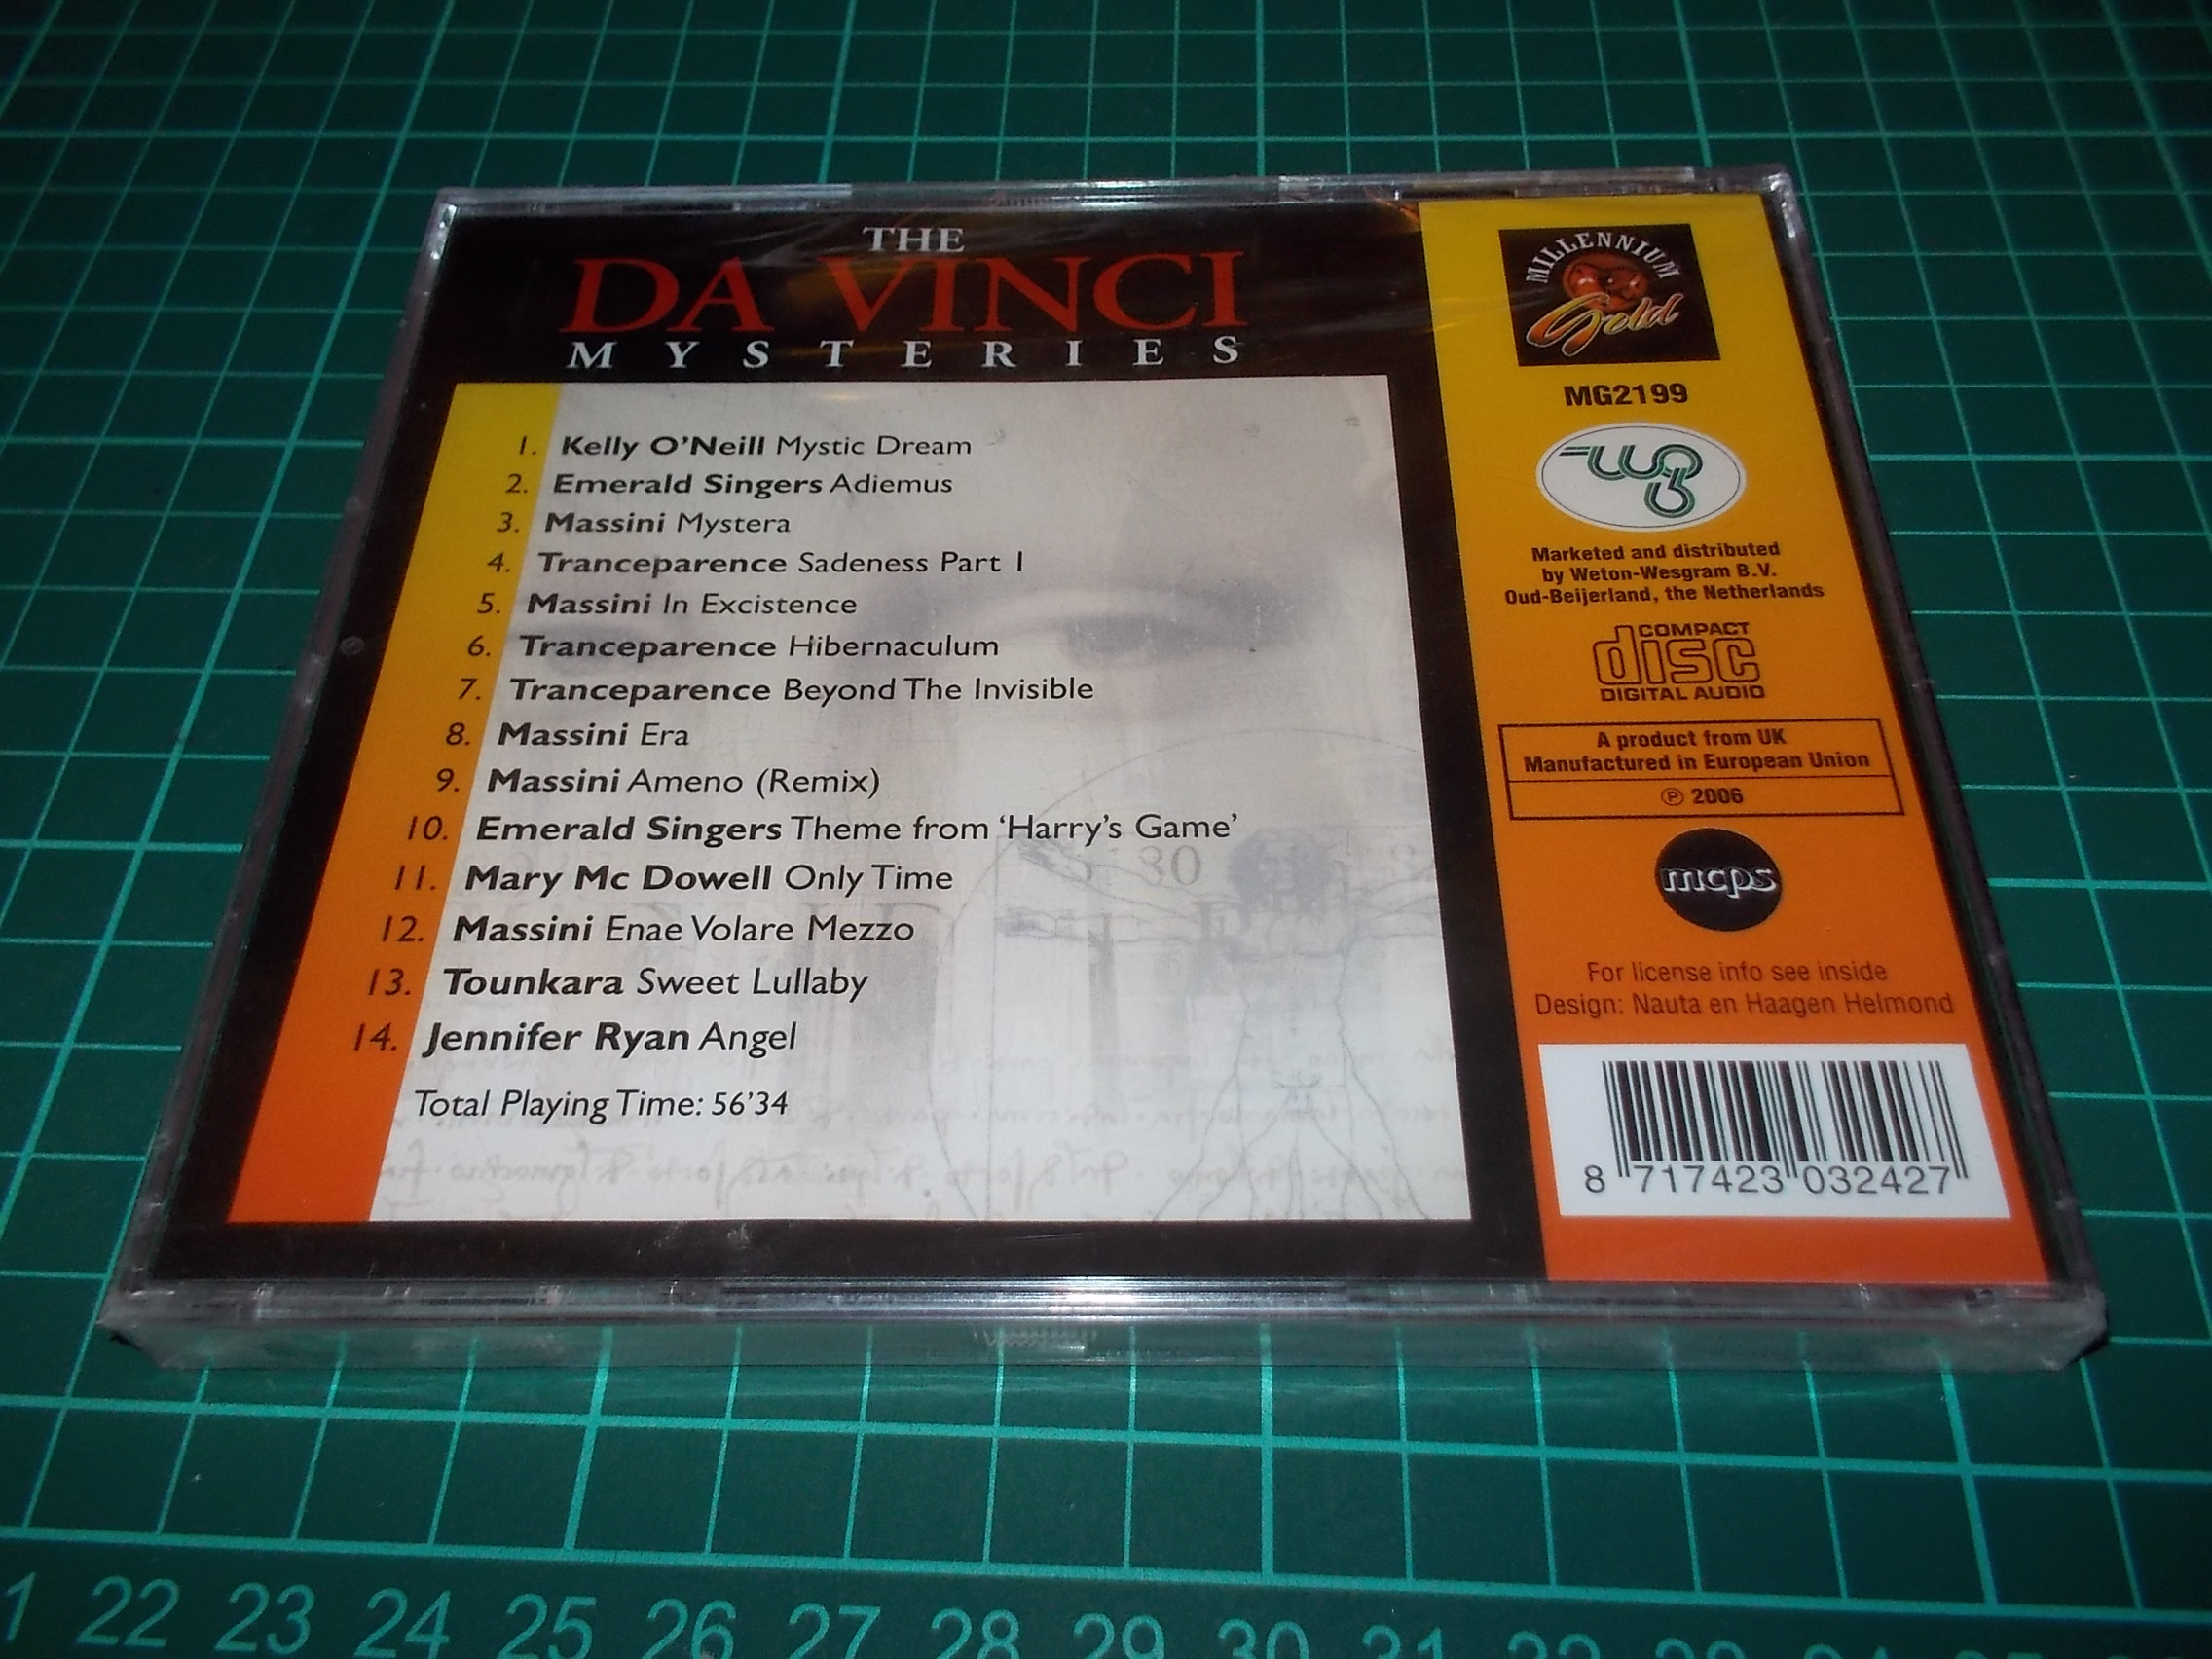 THE
DA VINCI
MYSTERIES
1. Kelly O'Neill Mystic Dream
2. Emerald Singers Adiemus
3. Massini Mystera
4. Tranceparence Sadeness Part 1
5. Massini In Excistence
6. Tranceparence Hibernaculum
7. Tranceparence Beyond The Invisible
8. Massini Era
9. Massini Ameno (Remix)
10. Emerald Singers Theme from ‘Harry’s Game’
11. Mary Mc Dowell Only Time
12. Massini Enae Volare Mezzo
13. Tounkara Sweet Lullaby
14. Jennifer Ryan Angel
Total Playing Time: 56’34
MILLENNIUM
Gold
MG2199
Marketed and distributed
by Weton-Wesgram B.V.
Oud-Beijerland, the Netherlands
COMPACT
disc
DIGITAL AUDIO
A product from UK
Manufactured in European Union
℗ 2006
mcps
For license info see inside
Design: Nauta en Haagen Helmond
8 717423 032427
22 23 24 25 26 27 28 29 30 31